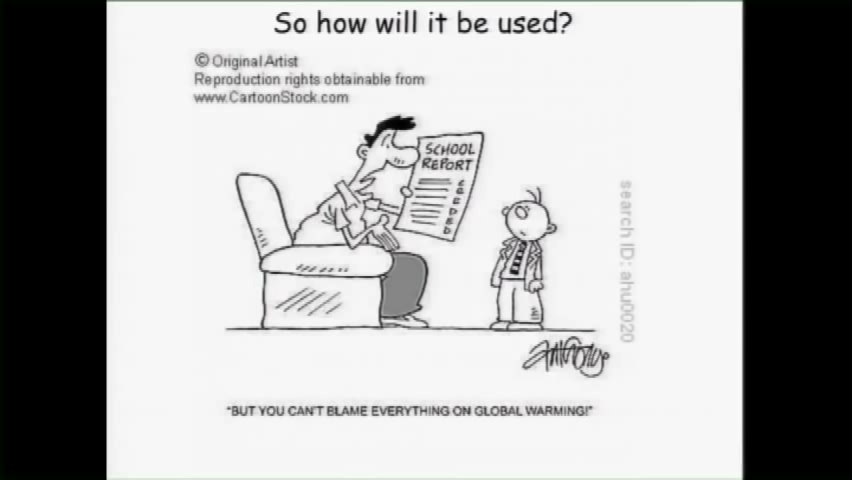 So how will it be used?
© Original Artist
Reproduction rights obtainable from
www.CartoonStock.com
SCHOOL
REPORT
search ID: ahu0020
"BUT YOU CAN'T BLAME EVERYTHING ON GLOBAL WARMING!"